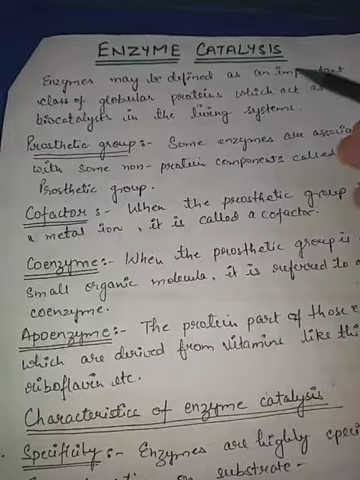 ENZYME CATALYSIS
Enzymes may be defined as an important
class of globular proteins which act as
biocatalysts in the living systems.
Prosthetic group:- Some enzymes are associa
with some non-protein components called
Prosthetic group.
Cofactor:- When the prosthetic group
a metal ion, it is called a cofactor.
Coenzyme:- When the prosthetic group is
small organic molecule, it is referred to
coenzyme.
Apoenzyme:- The protein part of those e
which are derived from vitamins like thi
riboflavin etc.
Characteristics of enzyme catalysis
Specificity:- Enzymes are highly speci
substrate.